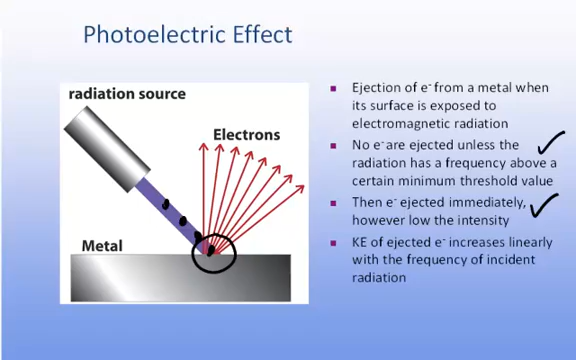 Photoelectric Effect
radiation source
Electrons
Metal
Ejection of e⁻ from a metal when
its surface is exposed to
electromagnetic radiation
No e⁻ are ejected unless the
radiation has a frequency above a
certain minimum threshold value
Then e⁻ ejected immediately,
however low the intensity
KE of ejected e⁻ increases linearly
with the frequency of incident
radiation